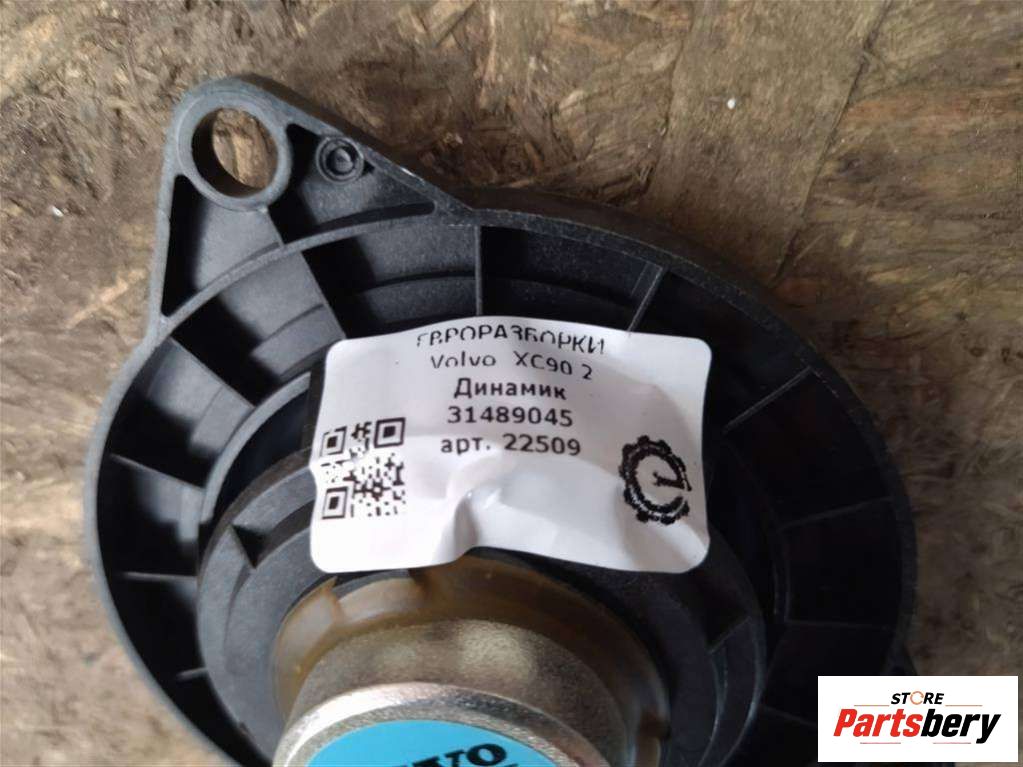 ЕВРОРАЗБОРКИ
Volvo XC90 2
Динамик
31489045
арт. 22509
STORE
Partsbery